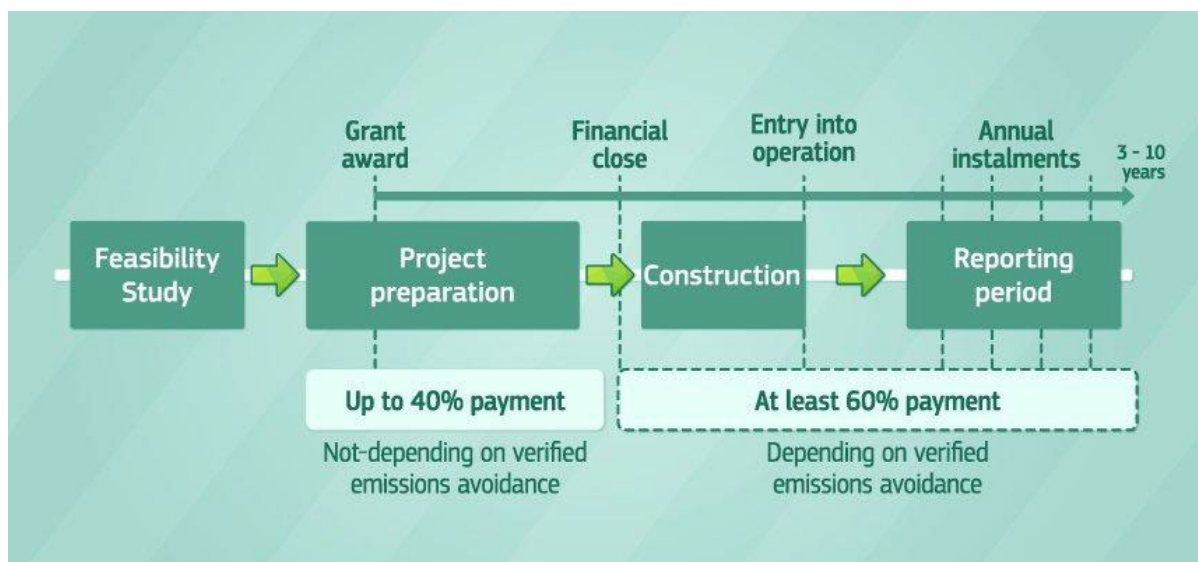 Grant
award
Financial
close
Entry into
operation
Annual
instalments
3 - 10
years
Feasibility
Study
Project
preparation
Construction
Reporting
period
Up to 40% payment
At least 60% payment
Not-depending on verified
emissions avoidance
Depending on verified
emissions avoidance